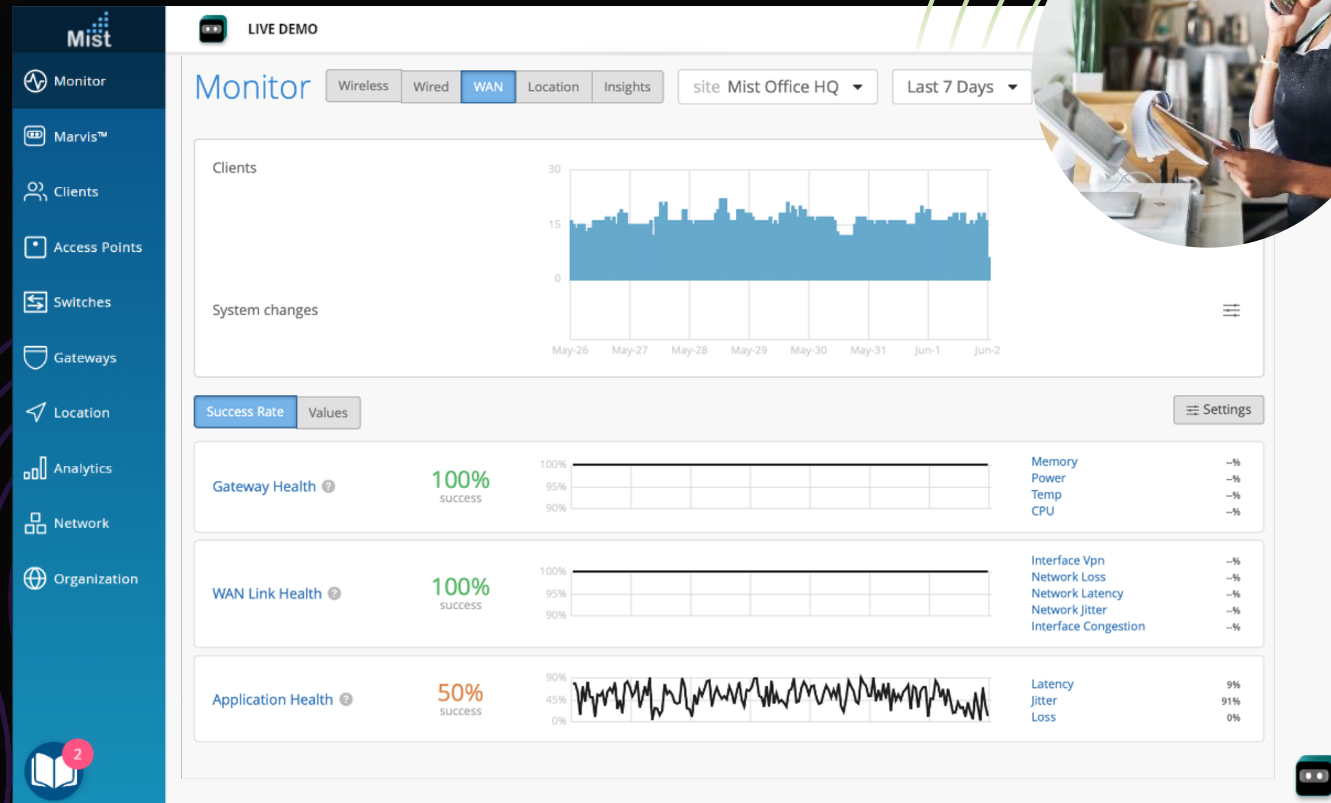 Mist
LIVE DEMO
Monitor
Marvis™
Clients
Access Points
Switches
Gateways
Location
Analytics
Network
Organization
2
Monitor Wireless Wired WAN Location Insights site Mist Office HQ Last 7 Days
Clients
30
15
0
System changes
May-26 May-27 May-28 May-29 May-30 May-31 Jun-1 Jun-2
Success Rate Values Settings
Gateway Health ?
100%
success
100%
95%
90%
Memory --%
Power --%
Temp --%
CPU --%
WAN Link Health ?
100%
success
100%
95%
90%
Interface Vpn --%
Network Loss --%
Network Latency --%
Network Jitter --%
Interface Congestion --%
Application Health ?
50%
success
90%
45%
0%
Latency 9%
Jitter 91%
Loss 0%